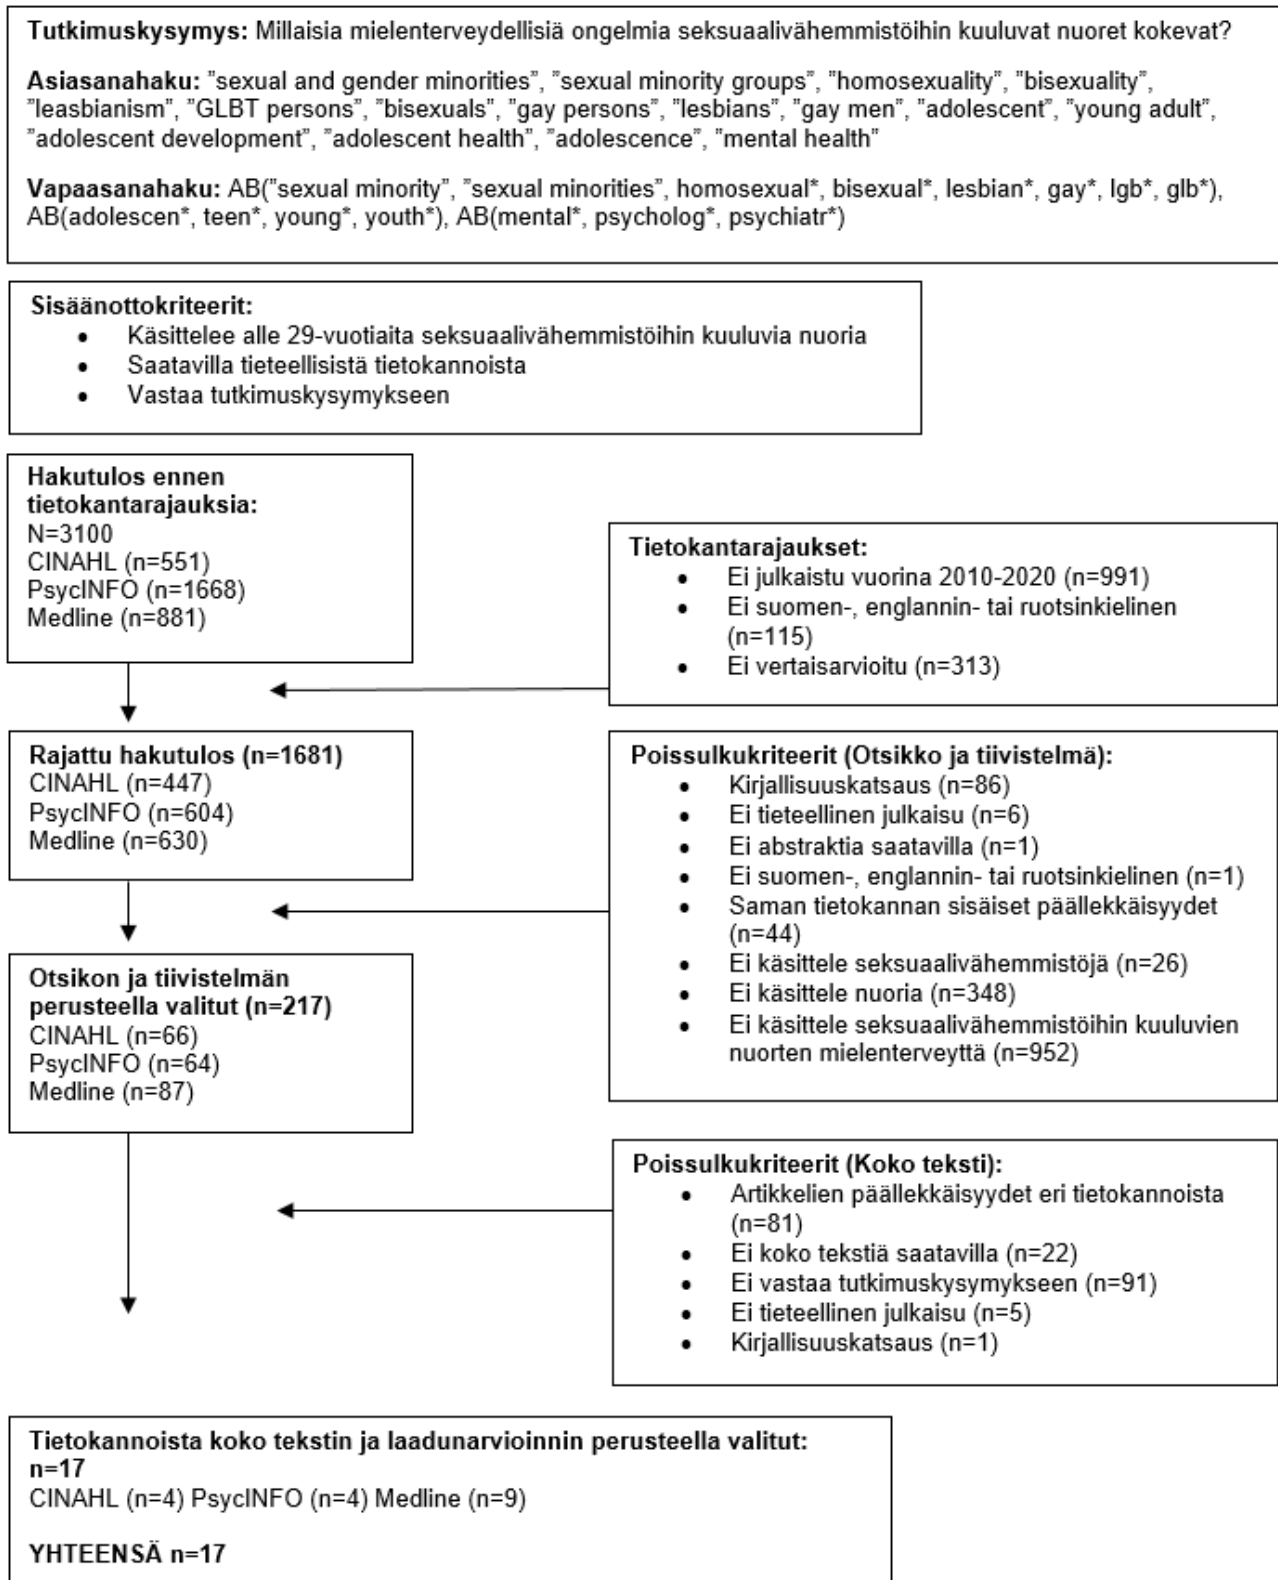 Tutkimuskysymys: Millaisia mielenterveydellisiä ongelmia seksuaalivähemmistöihin kuuluvat nuoret kokevat?
Asiasanahaku: ”sexual and gender minorities”, ”sexual minority groups”, ”homosexuality”, ”bisexuality”,
”leasbianism”, ”GLBT persons”, ”bisexuals”, ”gay persons”, ”lesbians”, ”gay men”, ”adolescent”, ”young adult”,
”adolescent development”, ”adolescent health”, ”adolescence”, ”mental health”
Vapaasanahaku: AB(”sexual minority”, ”sexual minorities”, homosexual*, bisexual*, lesbian*, gay*, lgb*, glb*),
AB(adolescen*, teen*, young*, youth*), AB(mental*, psycholog*, psychiatr*)
Sisäänottokriteerit:
• Käsittelee alle 29-vuotiaita seksuaalivähemmistöihin kuuluvia nuoria
• Saatavilla tieteellisistä tietokannoista
• Vastaa tutkimuskysymykseen
Hakutulos ennen
tietokantarajauksia:
N=3100
CINAHL (n=551)
PsycINFO (n=1668)
Medline (n=881)
Tietokantarajaukset:
• Ei julkaistu vuorina 2010-2020 (n=991)
• Ei suomen-, englannin- tai ruotsinkielinen
(n=115)
• Ei vertaisarvioitu (n=313)
Rajattu hakutulos (n=1681)
CINAHL (n=447)
PsycINFO (n=604)
Medline (n=630)
Poissulkukriteerit (Otsikko ja tiivistelmä):
• Kirjallisuuskatsaus (n=86)
• Ei tieteellinen julkaisu (n=6)
• Ei abstraktia saatavilla (n=1)
• Ei suomen-, englannin- tai ruotsinkielinen (n=1)
• Saman tietokannan sisäiset päällekkäisyydet
(n=44)
• Ei käsittele seksuaalivähemmistöjä (n=26)
• Ei käsittele nuoria (n=348)
• Ei käsittele seksuaalivähemmistöihin kuuluvien
nuorten mielenterveyttä (n=952)
Otsikon ja tiivistelmän
perusteella valitut (n=217)
CINAHL (n=66)
PsycINFO (n=64)
Medline (n=87)
Poissulkukriteerit (Koko teksti):
• Artikkelien päällekkäisyydet eri tietokannoista
(n=81)
• Ei koko tekstiä saatavilla (n=22)
• Ei vastaa tutkimuskysymykseen (n=91)
• Ei tieteellinen julkaisu (n=5)
• Kirjallisuuskatsaus (n=1)
Tietokannoista koko tekstin ja laadunarvioinnin perusteella valitut:
n=17
CINAHL (n=4) PsycINFO (n=4) Medline (n=9)
YHTEENSÄ n=17